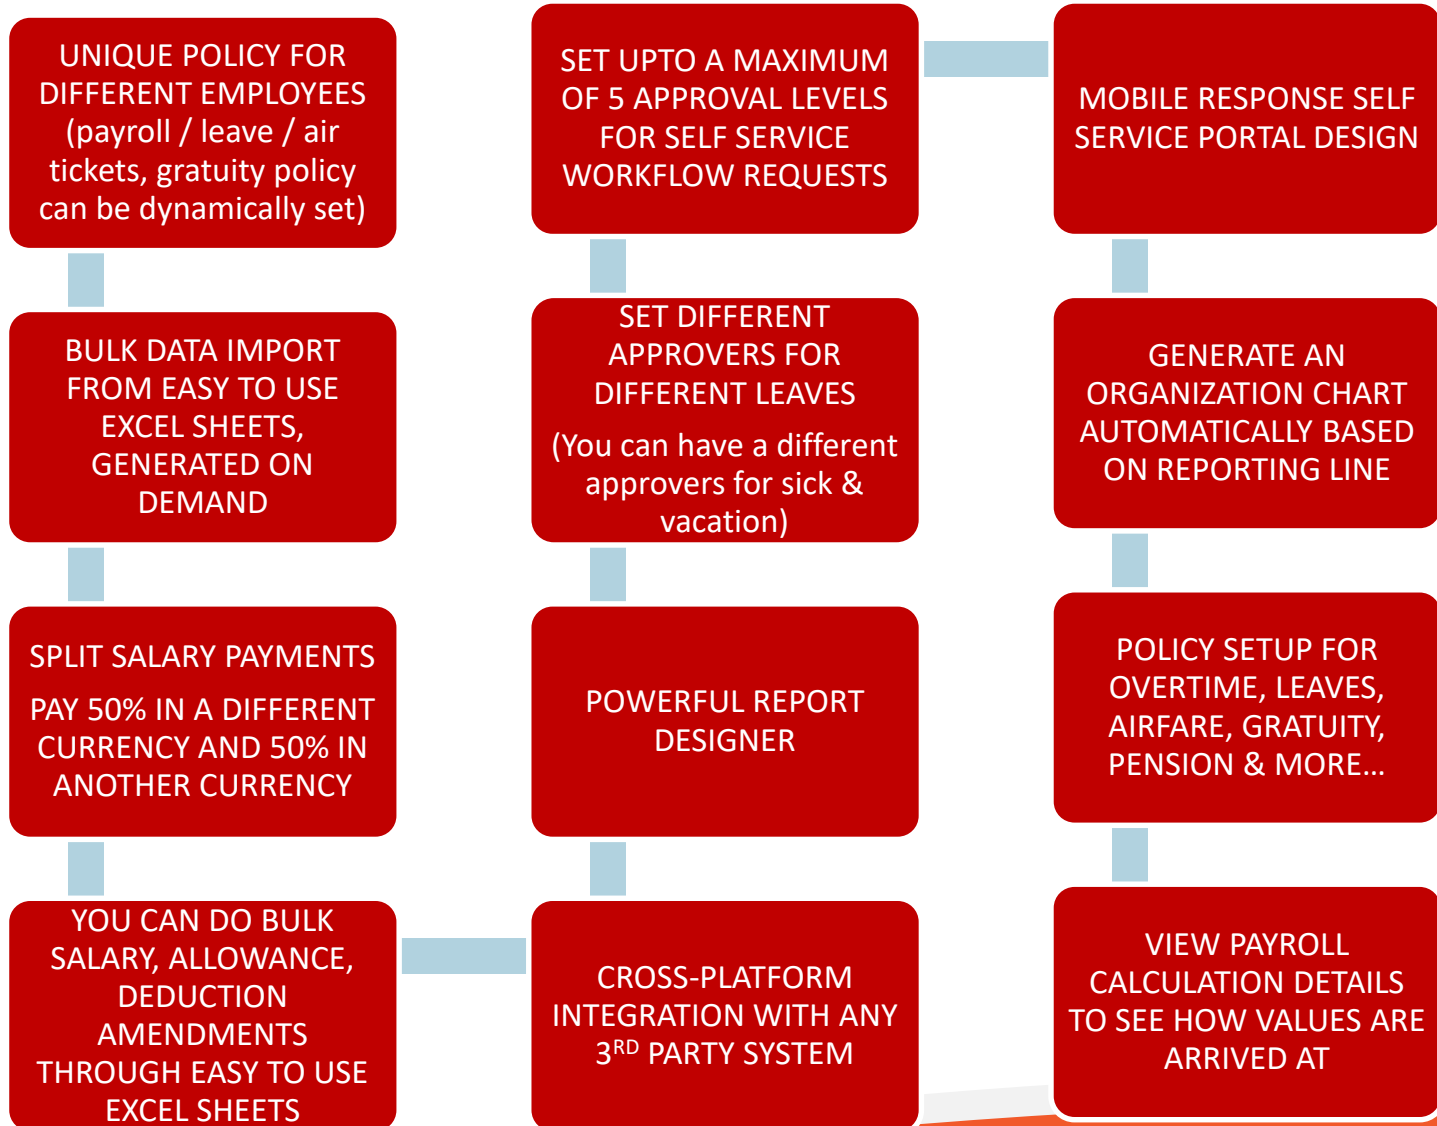 UNIQUE POLICY FOR
DIFFERENT EMPLOYEES
(payroll / leave / air
tickets, gratuity policy
can be dynamically set)
BULK DATA IMPORT
FROM EASY TO USE
EXCEL SHEETS,
GENERATED ON
DEMAND
SPLIT SALARY PAYMENTS
PAY 50% IN A DIFFERENT
CURRENCY AND 50% IN
ANOTHER CURRENCY
YOU CAN DO BULK
SALARY, ALLOWANCE,
DEDUCTION
AMENDMENTS
THROUGH EASY TO USE
EXCEL SHEETS
CROSS-PLATFORM
INTEGRATION WITH ANY
3RD PARTY SYSTEM
POWERFUL REPORT
DESIGNER
SET DIFFERENT
APPROVERS FOR
DIFFERENT LEAVES
(You can have a different
approvers for sick &
vacation)
SET UPTO A MAXIMUM
OF 5 APPROVAL LEVELS
FOR SELF SERVICE
WORKFLOW REQUESTS
MOBILE RESPONSE SELF
SERVICE PORTAL DESIGN
GENERATE AN
ORGANIZATION CHART
AUTOMATICALLY BASED
ON REPORTING LINE
POLICY SETUP FOR
OVERTIME, LEAVES,
AIRFARE, GRATUITY,
PENSION & MORE…
VIEW PAYROLL
CALCULATION DETAILS
TO SEE HOW VALUES ARE
ARRIVED AT